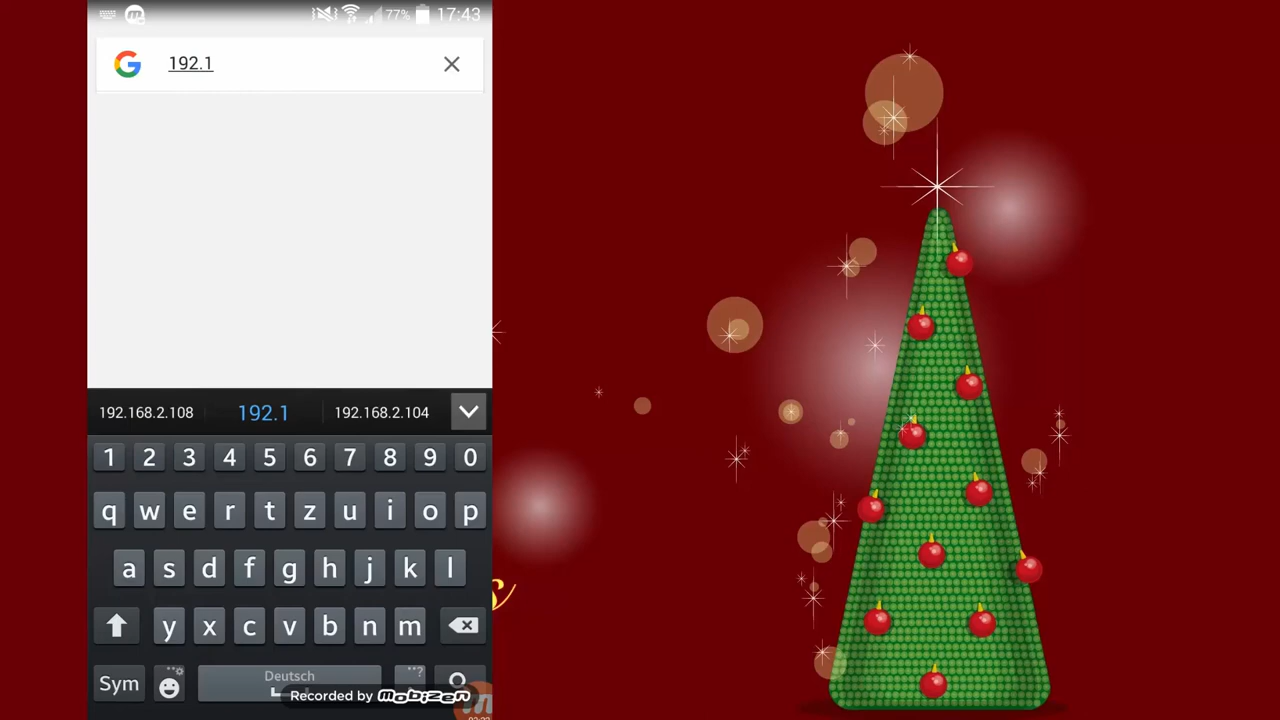 77% 17:43
192.1
192.168.2.108 192.1 192.168.2.104
1 2 3 4 5 6 7 8 9 0
q w e r t z u i o p
a s d f g h j k l
y x c v b n m
Sym Deutsch
Recorded by mobizen